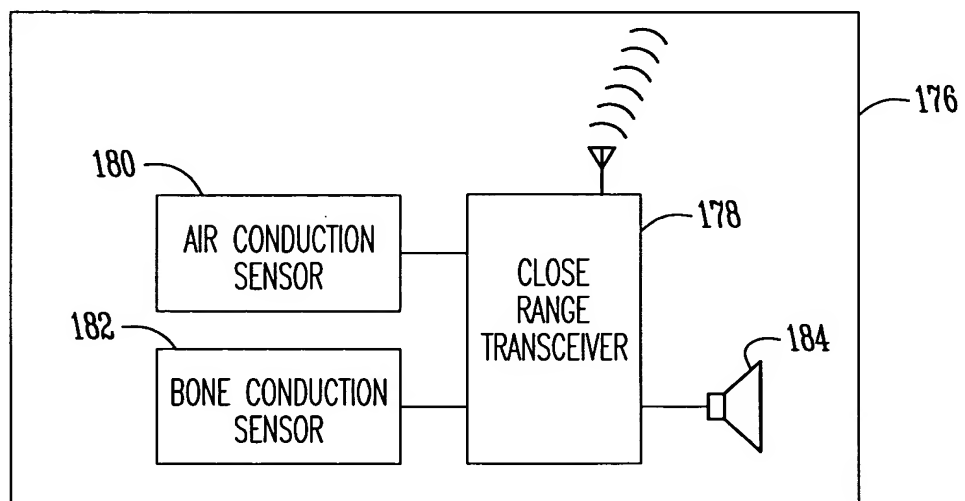 176
180
AIR CONDUCTION
SENSOR
178
CLOSE
RANGE
TRANSCEIVER
182
BONE CONDUCTION
SENSOR
184